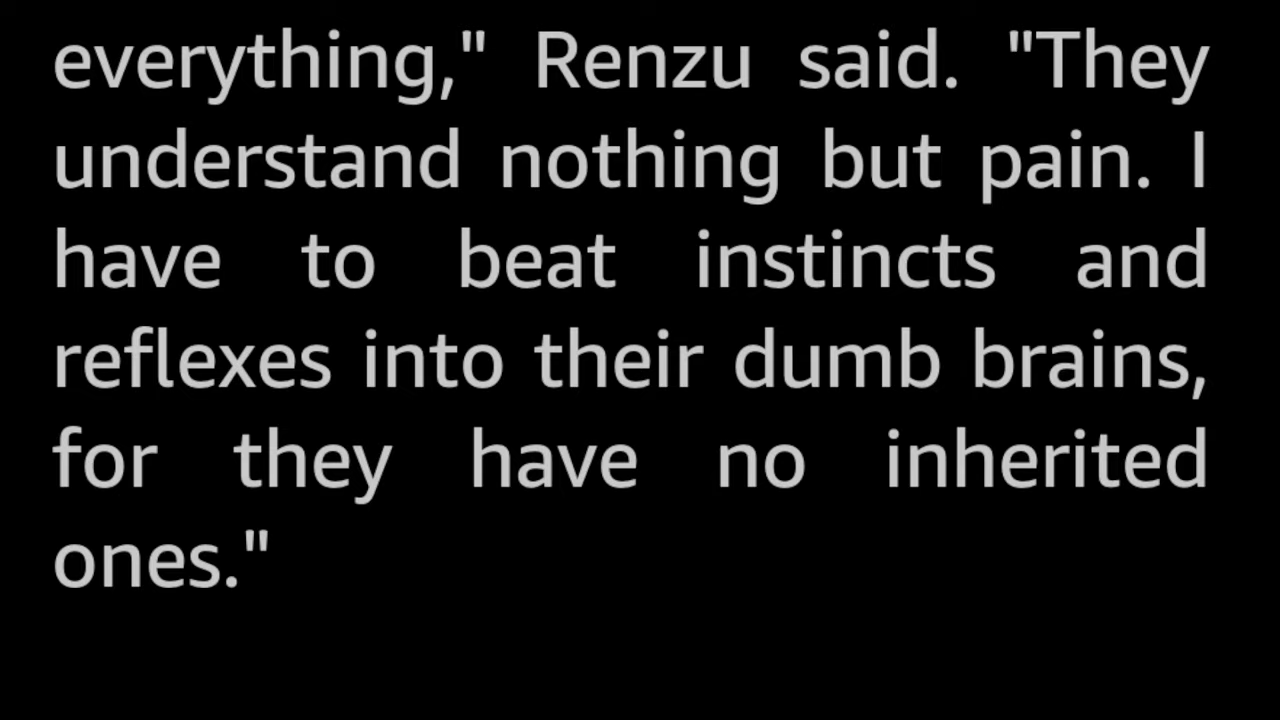 everything," Renzu said. "They
understand nothing but pain. I
have to beat instincts and
reflexes into their dumb brains,
for they have no inherited
ones."